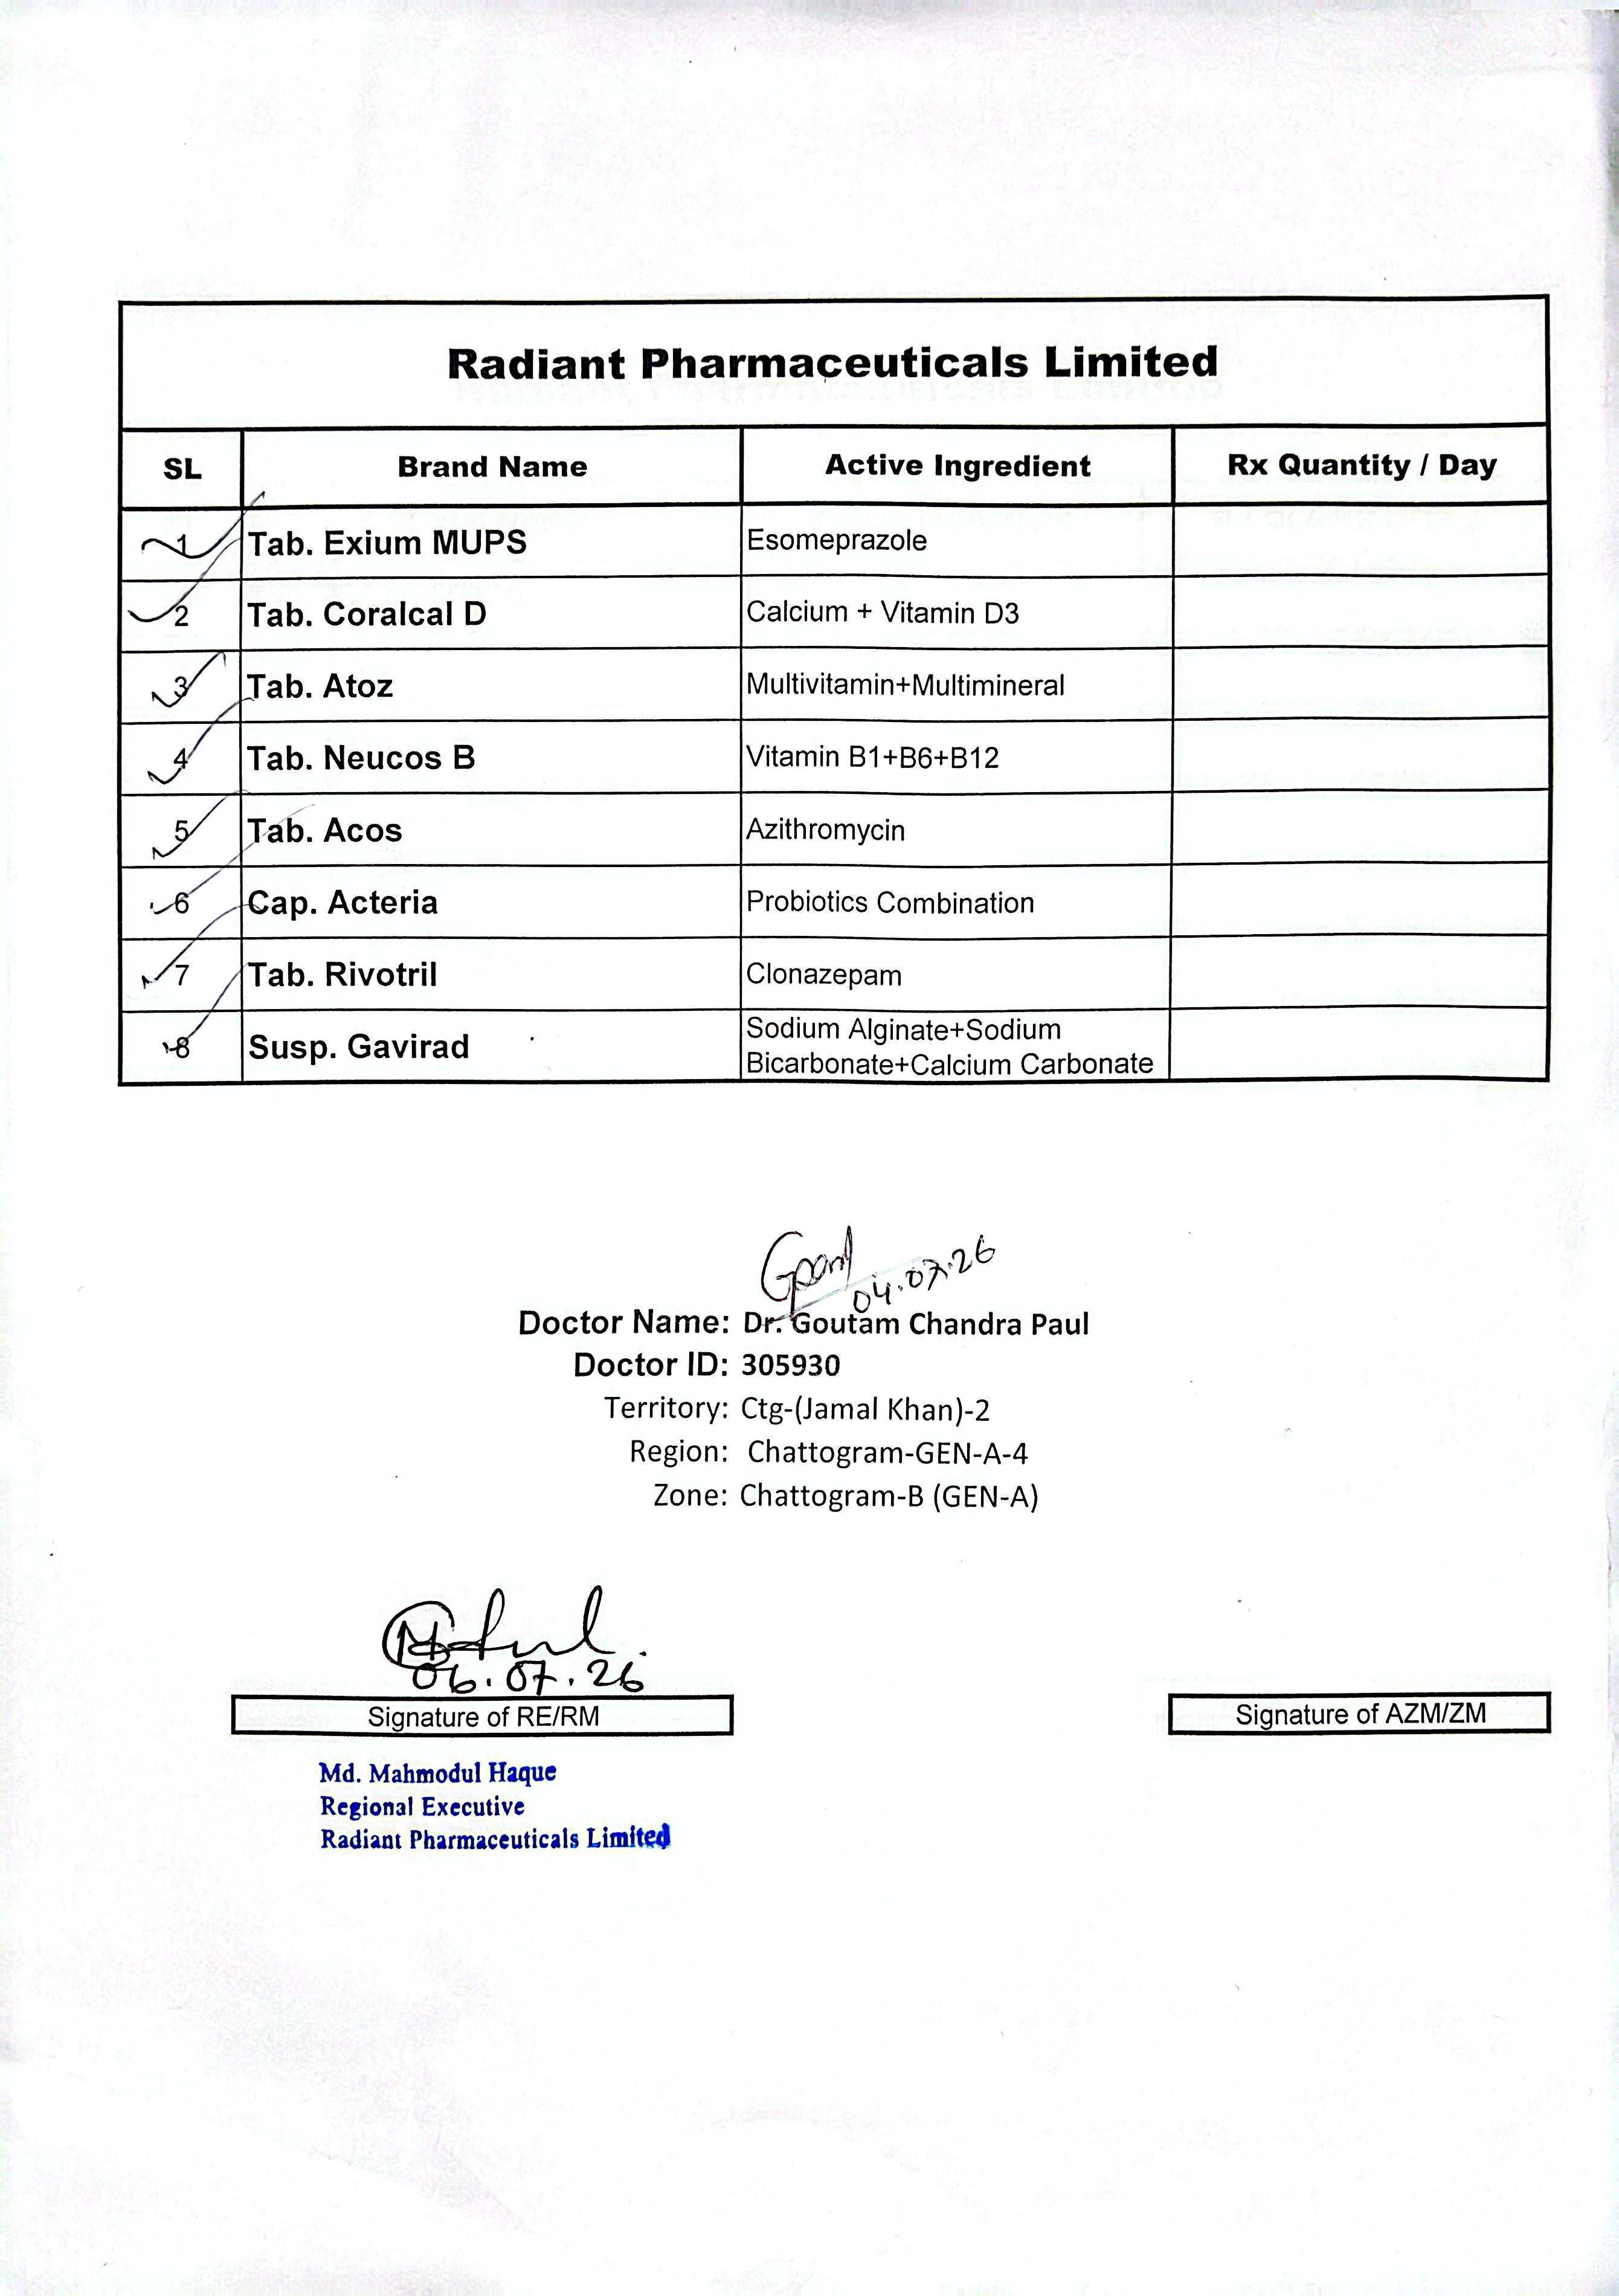 Radiant Pharmaceuticals Limited
SL Brand Name Active Ingredient Rx Quantity / Day
1 Tab. Exium MUPS Esomeprazole
2 Tab. Coralcal D Calcium + Vitamin D3
3 Tab. Atoz Multivitamin+Multimineral
4 Tab. Neucos B Vitamin B1+B6+B12
5 Tab. Acos Azithromycin
6 Cap. Acteria Probiotics Combination
7 Tab. Rivotril Clonazepam
8 Susp. Gavirad Sodium Alginate+Sodium
Bicarbonate+Calcium Carbonate
04.07.26
Doctor Name: Dr. Goutam Chandra Paul
Doctor ID: 305930
Territory: Ctg-(Jamal Khan)-2
Region: Chattogram-GEN-A-4
Zone: Chattogram-B (GEN-A)
06.07.26
Signature of RE/RM
Signature of AZM/ZM
Md. Mahmodul Haque
Regional Executive
Radiant Pharmaceuticals Limited